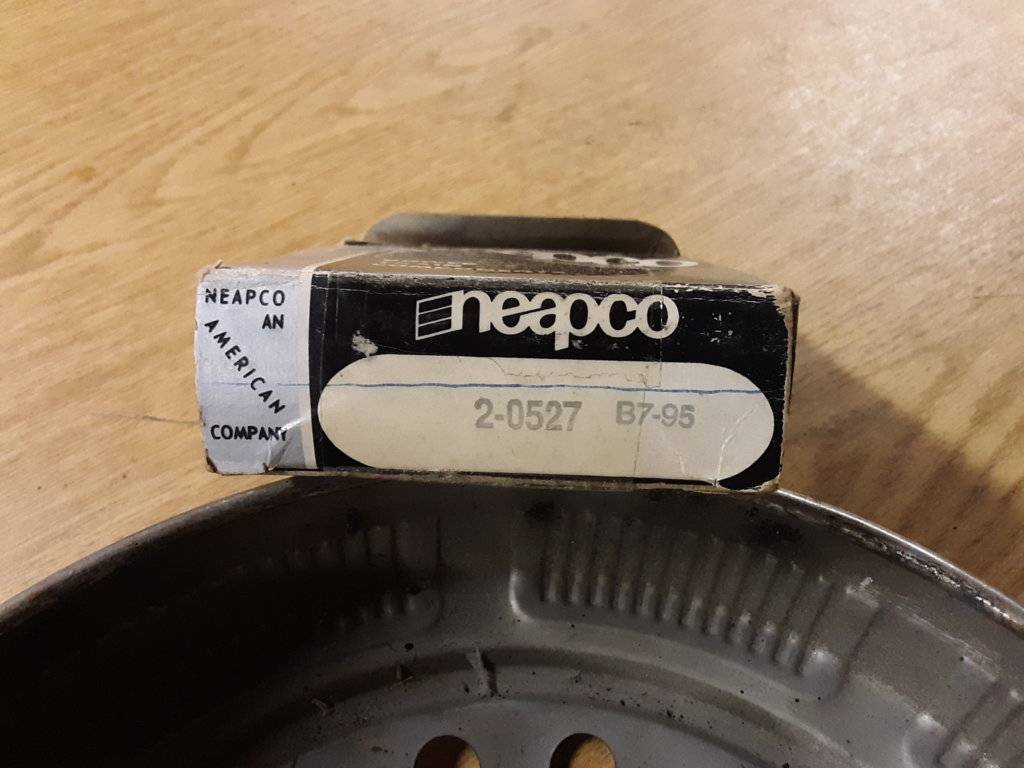 NEAPCO
AN
AMERICAN
COMPANY
neapco
2-0527 B7-95